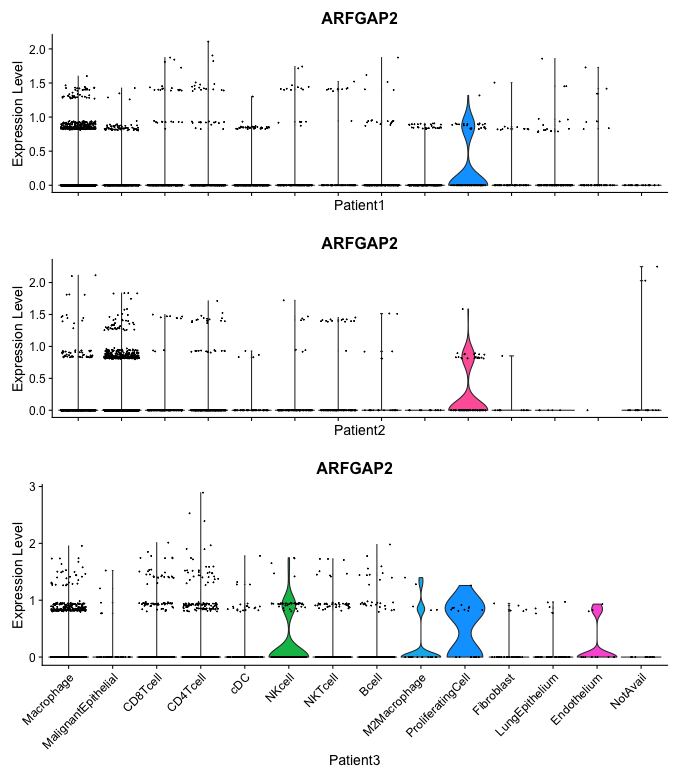 ARFGAP2
Expression Level
2.0
1.5
1.0
0.5
0.0
Patient1
ARFGAP2
Expression Level
2.0
1.5
1.0
0.5
0.0
Patient2
ARFGAP2
Expression Level
3
2
1
0
Macrophage
MalignantEpithelial
CD8Tcell
CD4Tcell
cDC
NKcell
NKTcell
Bcell
M2Macrophage
ProliferatingCell
Fibroblast
LungEpithelium
Endothelium
NotAvail
Patient3